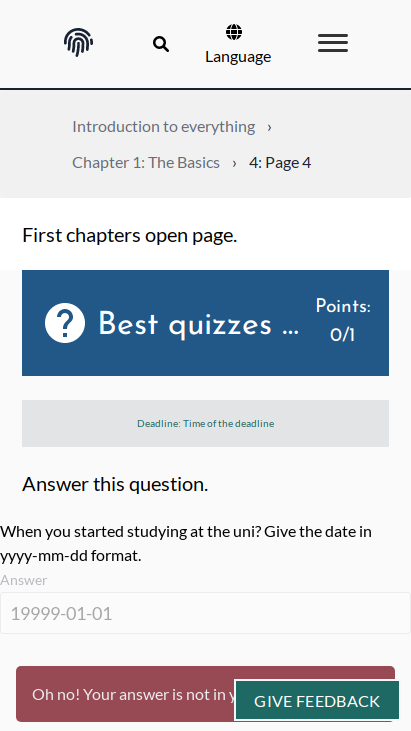 Language
Introduction to everything ›
Chapter 1: The Basics › 4: Page 4
First chapters open page.
Best quizzes ...
Points:
0/1
Deadline: Time of the deadline
Answer this question.
When you started studying at the uni? Give the date in
yyyy-mm-dd format.
Answer
19999-01-01
Oh no! Your answer is not in
GIVE FEEDBACK